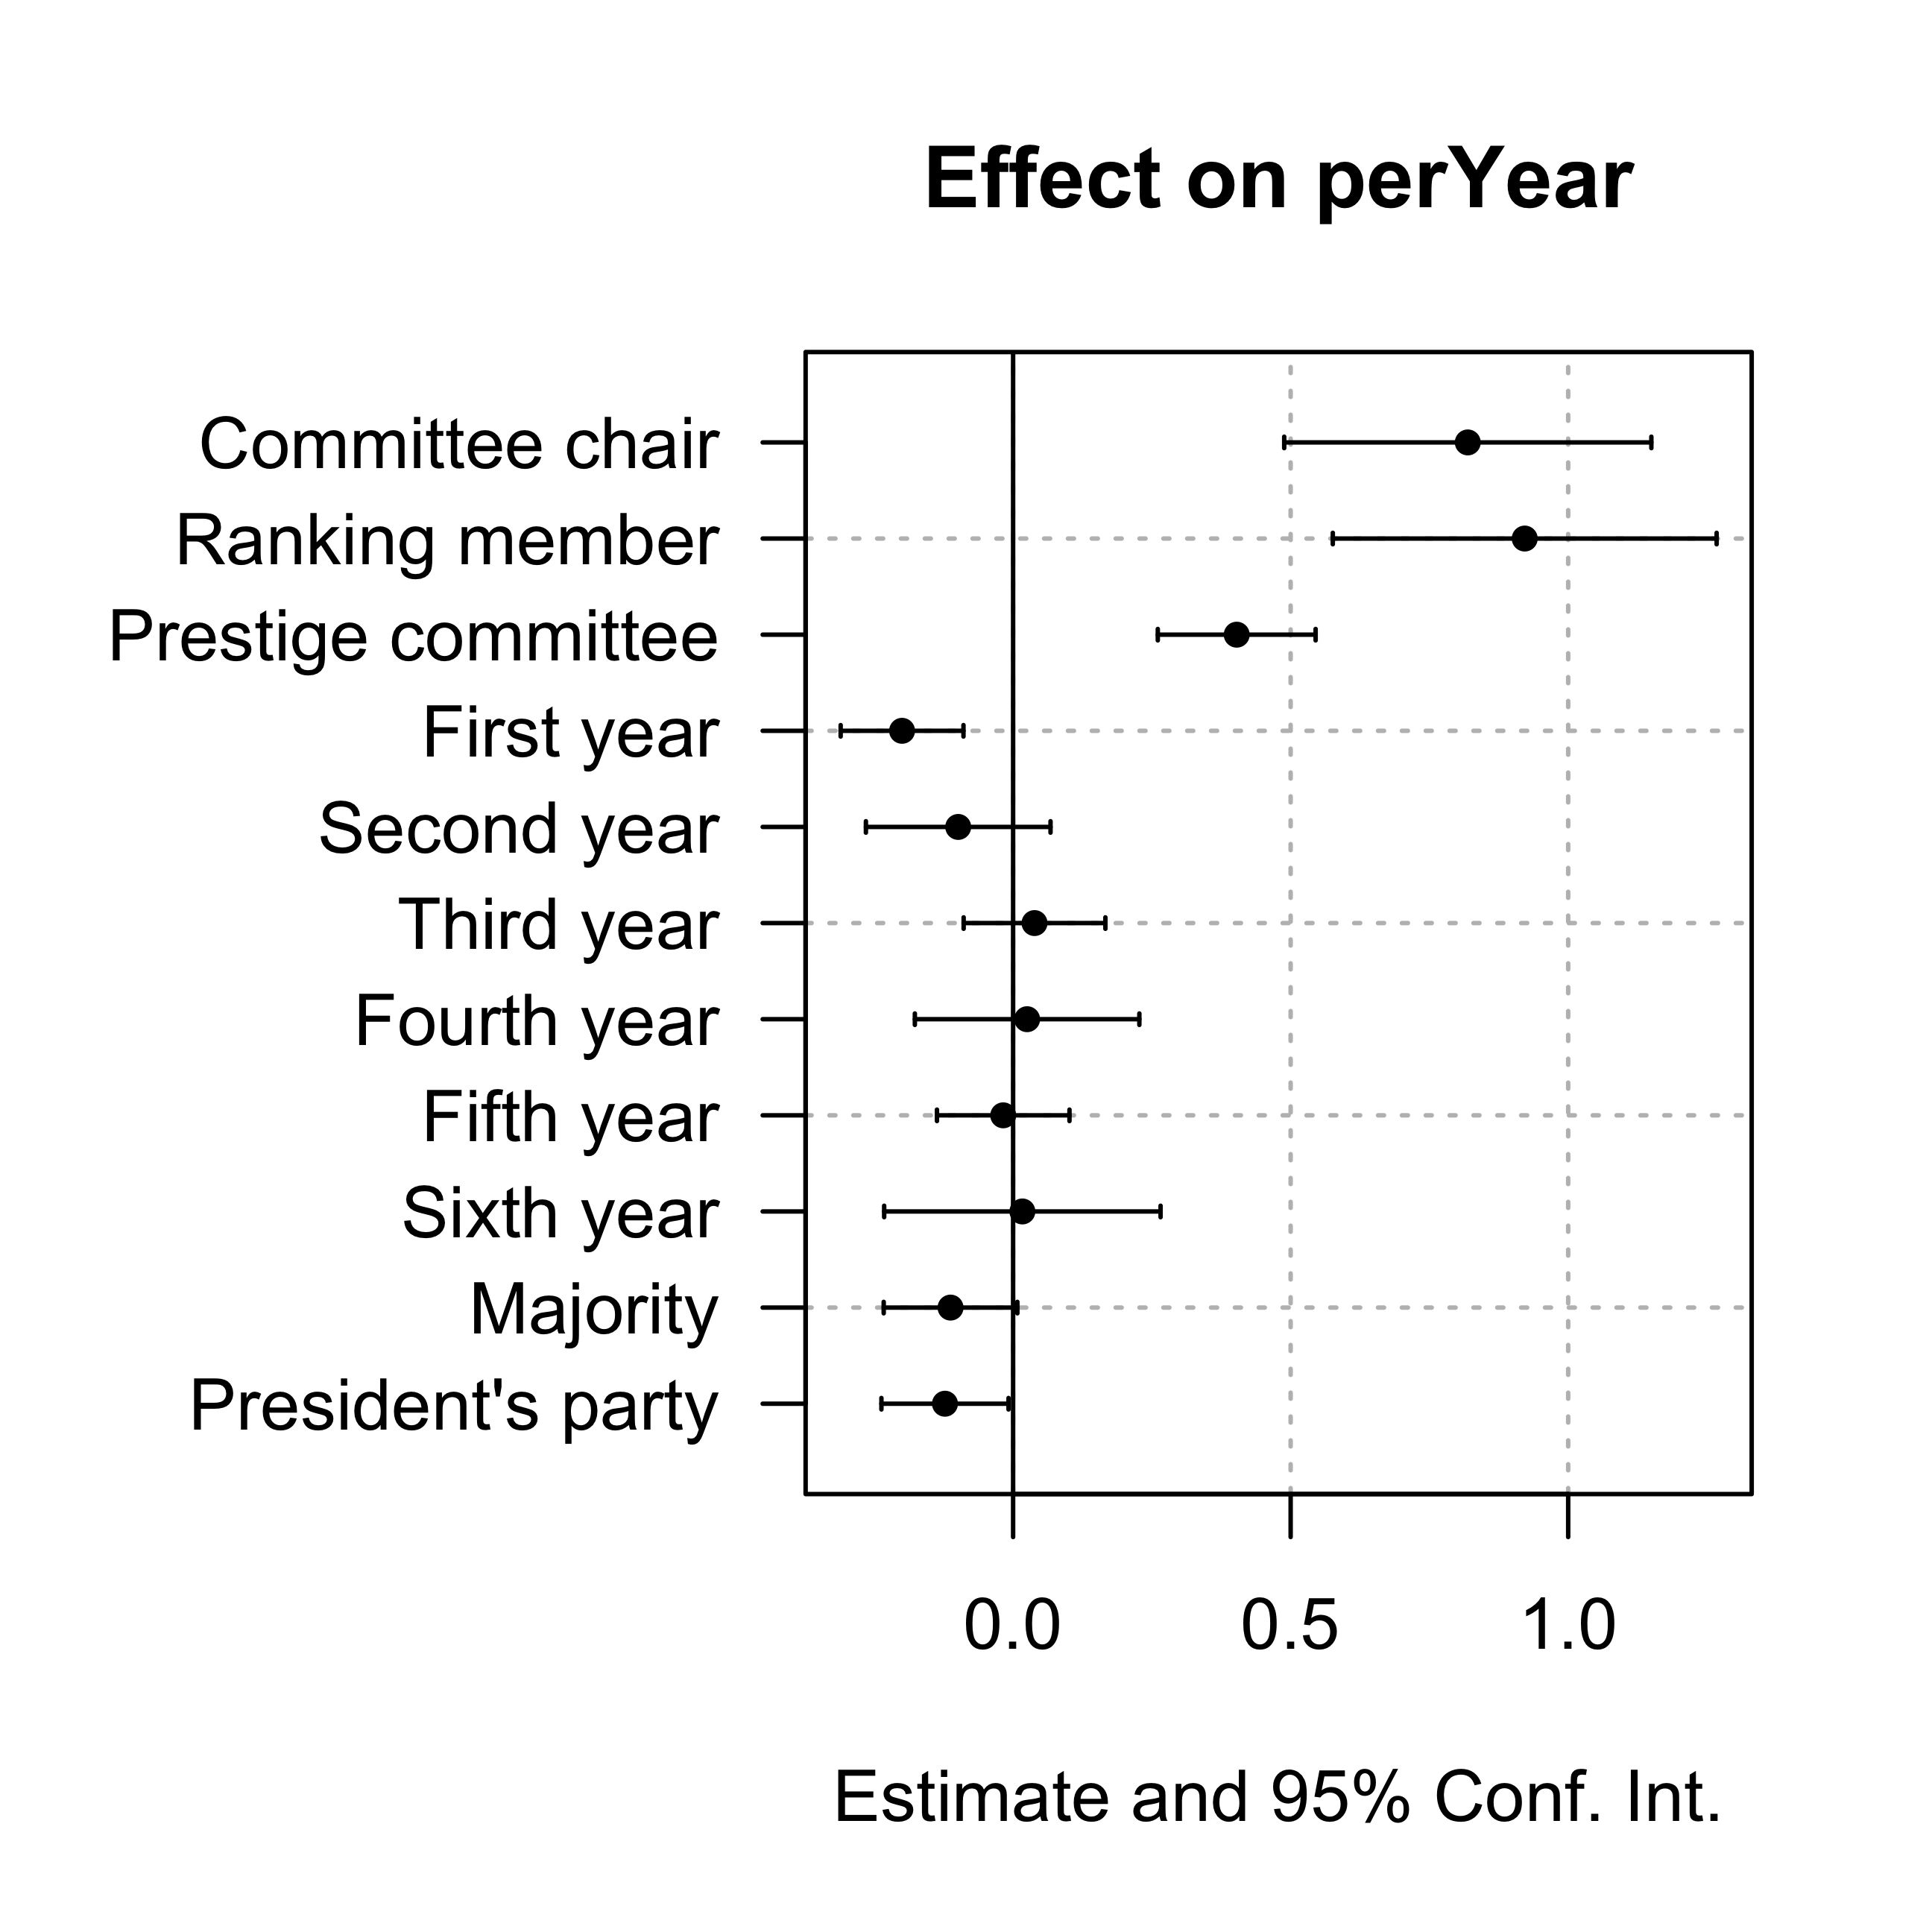 Effect on perYear
Committee chair
Ranking member
Prestige committee
First year
Second year
Third year
Fourth year
Fifth year
Sixth year
Majority
President's party
0.0 0.5 1.0
Estimate and 95% Conf. Int.